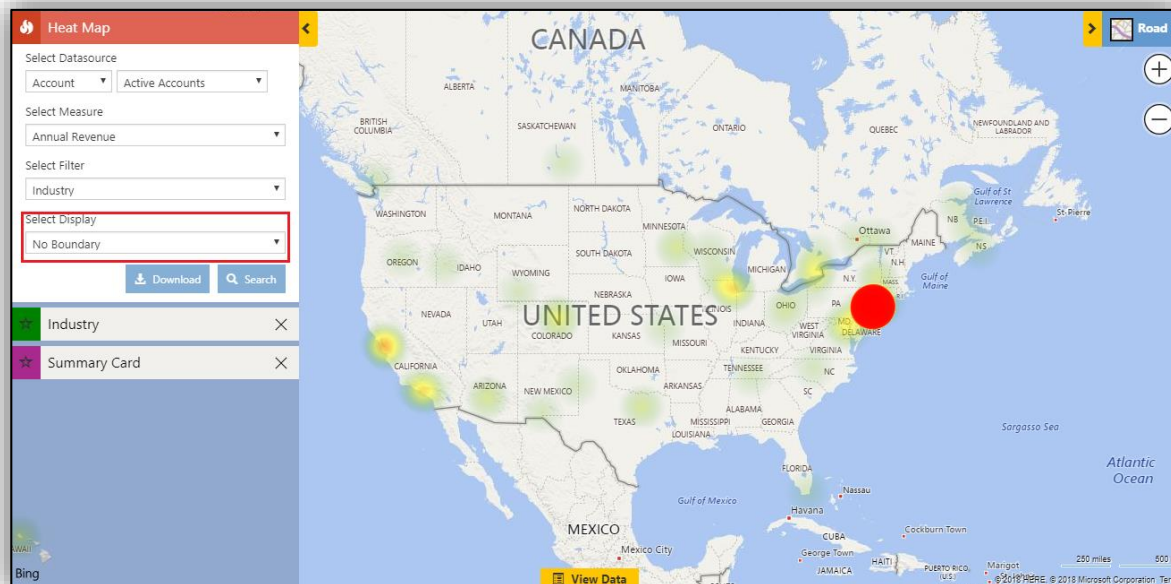 Heat Map
Select Datasource
Account
Active Accounts
Select Measure
Annual Revenue
Select Filter
Industry
Select Display
No Boundary
Download
Search
Industry
Summary Card
Bing
Road
CANADA
ALBERTA
MANITOBA
BRITISH
COLUMBIA
SASKATCHEWAN
ONTARIO
QUEBEC
NEWFOUNDLAND AND
LABRADOR
Gulf of St
Lawrence
St-Pierre
NB
P.E.I.
NS
WASHINGTON
MONTANA
NORTH DAKOTA
MINNESOTA
Ottawa
MAINE
VT.
N.H.
Gulf of
Maine
OREGON
IDAHO
WYOMING
SOUTH DAKOTA
WISCONSIN
MICHIGAN
N.Y.
MASS.
IOWA
NEBRASKA
OHIO
PA
UNITED STATES
NEVADA
UTAH
COLORADO
KANSAS
MISSOURI
INDIANA
WEST
VIRGINIA
MD
DELAWARE
KENTUCKY
VIRGINIA
CALIFORNIA
ARIZONA
NEW MEXICO
OKLAHOMA
ARKANSAS
TENNESSEE
NC
SC
TEXAS
MISSISSIPPI
ALABAMA
GEORGIA
LOUISIANA
Sargasso Sea
FLORIDA
Atlantic
Ocean
Gulf of Mexico
Nassau
Havana
MEXICO
Mexico City
CUBA
Cockburn Town
George Town
JAMAICA
HAITI
PUERTO RICO
(U.S.)
Marigot
250 miles
500
View Data
© 2018 HERE, © 2018 Microsoft Corporation